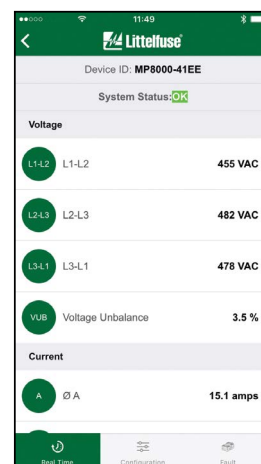 11:49
Littelfuse®
Device ID: MP8000-41EE
System Status:OK
Voltage
L1-L2 L1-L2 455 VAC
L2-L3 L2-L3 482 VAC
L3-L1 L3-L1 478 VAC
VUB Voltage Unbalance 3.5 %
Current
A Ø A 15.1 amps
Real Time Configuration Fault